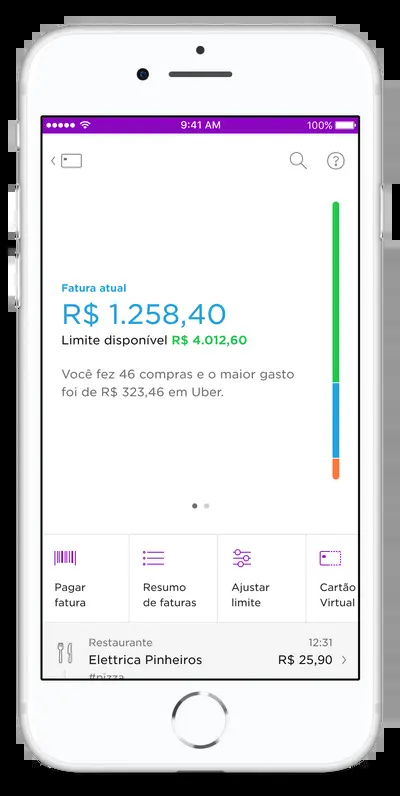 9:41 AM 100%
Fatura atual
R$ 1.258,40
Limite disponível R$ 4.012,60
Você fez 46 compras e o maior gasto
foi de R$ 323,46 em Uber.
Pagar
fatura
Resumo
de faturas
Ajustar
limite
Cartão
Virtual
Restaurante 12:31
Elettrica Pinheiros R$ 25,90
#pizza